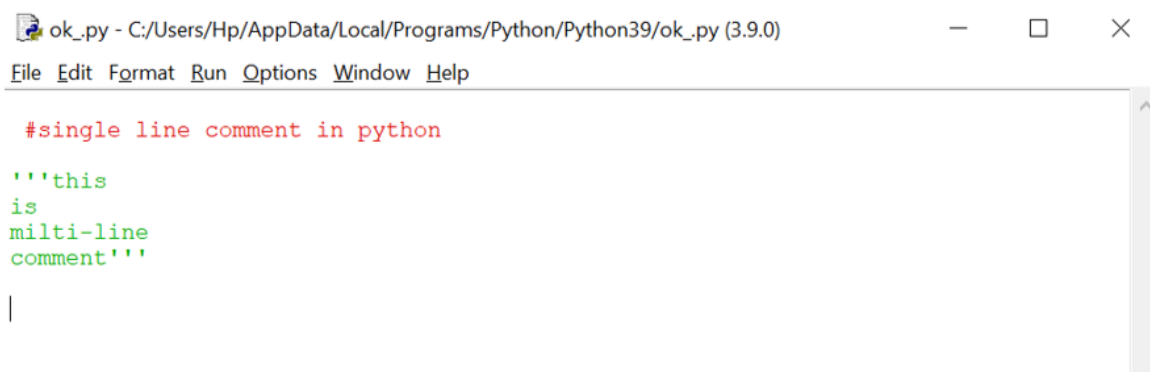 ok_.py - C:/Users/Hp/AppData/Local/Programs/Python/Python39/ok_.py (3.9.0)
File Edit Format Run Options Window Help
#single line comment in python
'''this
is
milti-line
comment'''